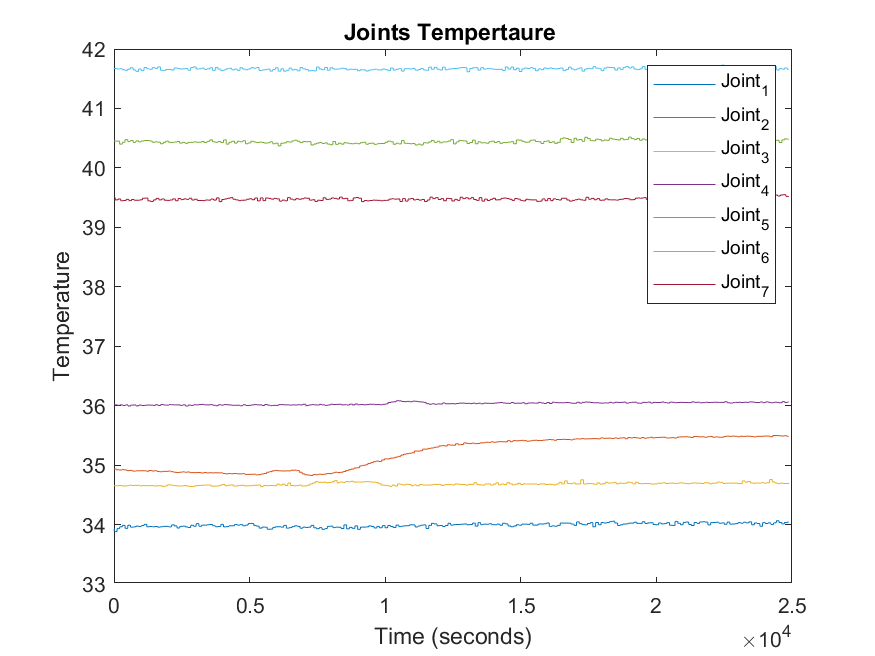 Joints Tempertaure
42
41
40
39
38
37
36
35
34
33
Temperature
Joint1
Joint2
Joint3
Joint4
Joint5
Joint6
Joint7
0 0.5 1 1.5 2 2.5
Time (seconds)
×10^4